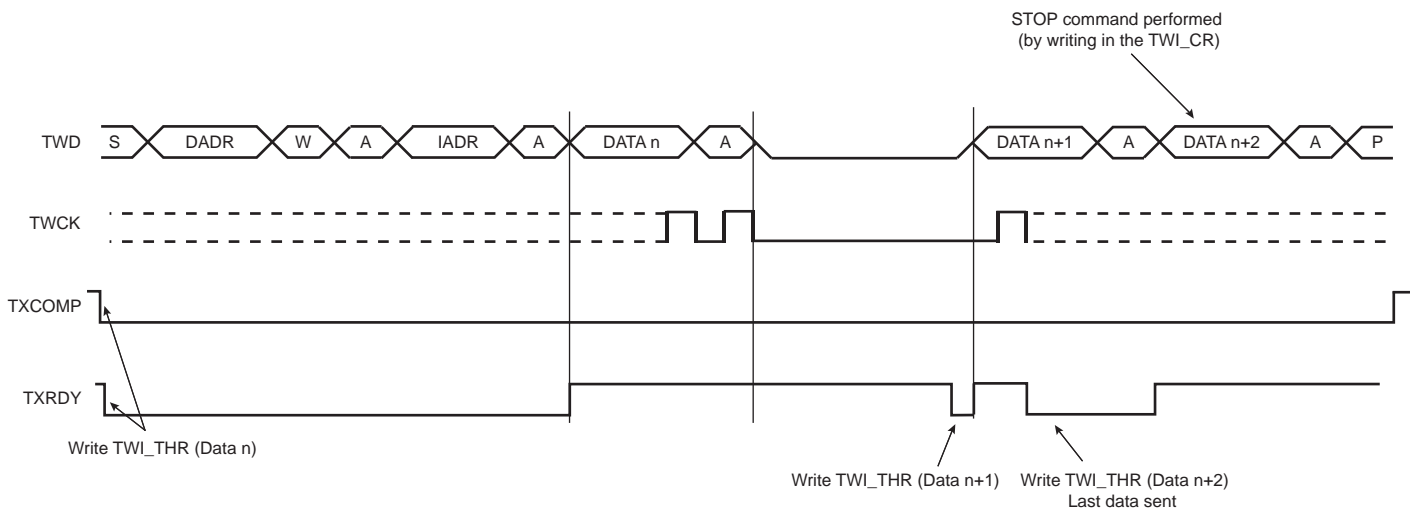 STOP command performed
(by writing in the TWI_CR)
TWD S DADR W A IADR A DATA n A DATA n+1 A DATA n+2 A P
TWCK
TXCOMP
TXRDY
Write TWI_THR (Data n)
Write TWI_THR (Data n+1) Write TWI_THR (Data n+2)
Last data sent